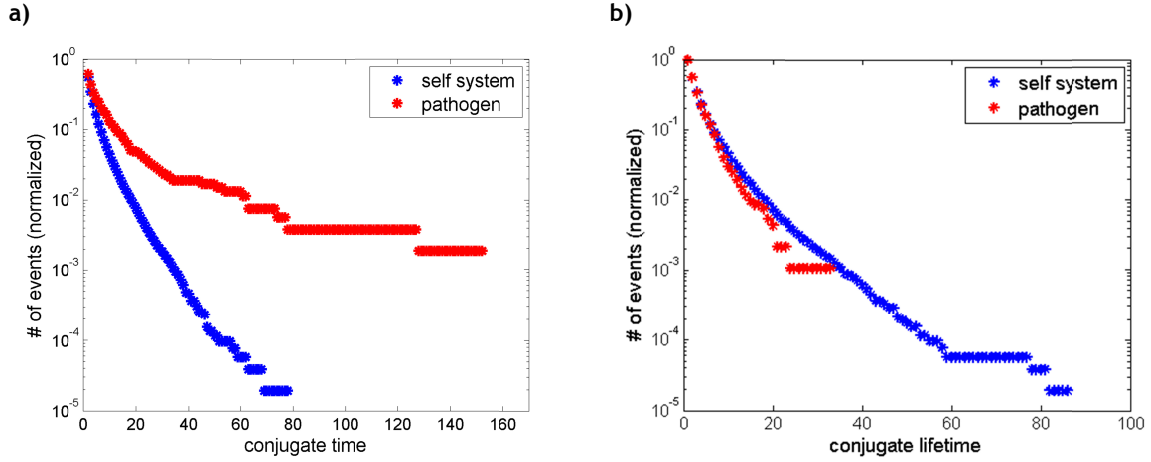 a)
# of events (normalized)
10^0
10^-1
10^-2
10^-3
10^-4
10^-5
self system
pathogen
0 20 40 60 80 100 120 140 160
conjugate time
b)
# of events (normalized)
10^0
10^-1
10^-2
10^-3
10^-4
10^-5
self system
pathogen
0 20 40 60 80 100
conjugate lifetime